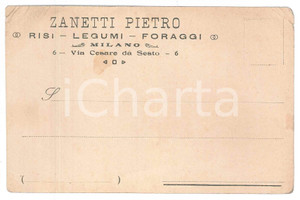 ZANETTI PIETRO
RISI - LEGUMI - FORAGGI
MILANO
6 - Via Cesare da Sesto - 6
S.
( )
iCharta